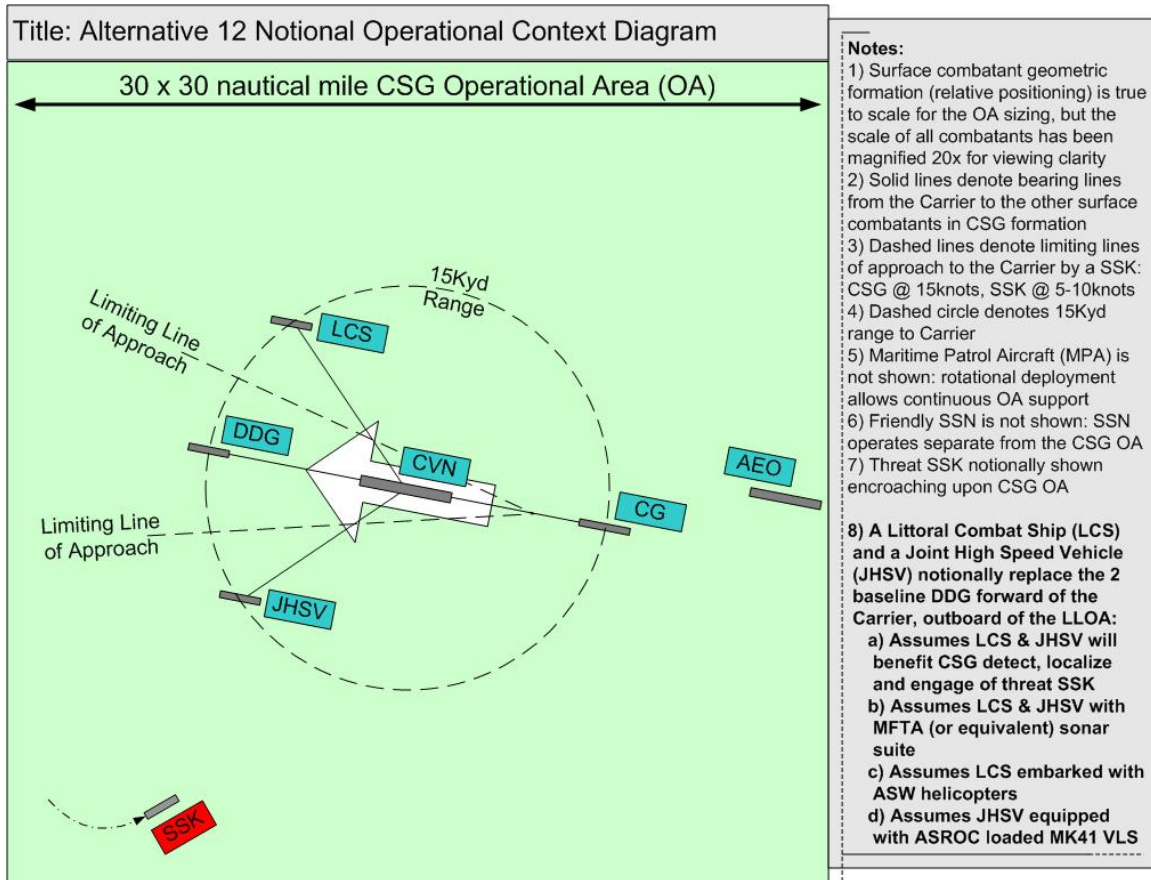 Title: Alternative 12 Notional Operational Context Diagram
30 x 30 nautical mile CSG Operational Area (OA)
15Kyd
Range
Limiting Line
of Approach
LCS
DDG
CVN
AEO
CG
Limiting Line
of Approach
JHSV
SSK
Notes:
1) Surface combatant geometric
formation (relative positioning) is true
to scale for the OA sizing, but the
scale of all combatants has been
magnified 20x for viewing clarity
2) Solid lines denote bearing lines
from the Carrier to the other surface
combatants in CSG formation
3) Dashed lines denote limiting lines
of approach to the Carrier by a SSK:
CSG @ 15knots, SSK @ 5-10knots
4) Dashed circle denotes 15Kyd
range to Carrier
5) Maritime Patrol Aircraft (MPA) is
not shown: rotational deployment
allows continuous OA support
6) Friendly SSN is not shown: SSN
operates separate from the CSG OA
7) Threat SSK notionally shown
encroaching upon CSG OA
8) A Littoral Combat Ship (LCS)
and a Joint High Speed Vehicle
(JHSV) notionally replace the 2
baseline DDG forward of the
Carrier, outboard of the LLOA:
a) Assumes LCS & JHSV will
benefit CSG detect, localize
and engage of threat SSK
b) Assumes LCS & JHSV with
MFTA (or equivalent) sonar
suite
c) Assumes LCS embarked with
ASW helicopters
d) Assumes JHSV equipped
with ASROC loaded MK41 VLS